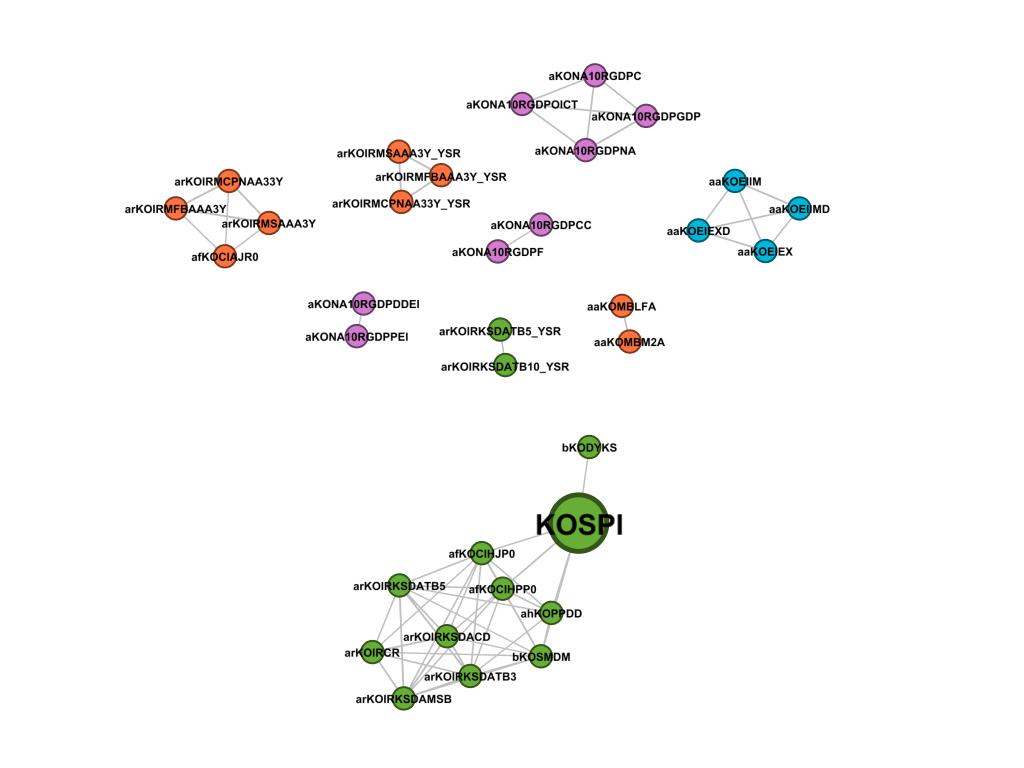 aKONA10RGDPC
aKONA10RGDPOICT
aKONA10RGDPGDP
aKONA10RGDPNA
arKOIRMSAAA3Y_YSR
arKOIRMFBAAA3Y_YSR
arKOIRMCPNAA33Y_YSR
arKOIRMCPNAA33Y
arKOIRMFBAAA3Y
arKOIRMSAAA3Y
afKOCIAJR0
aaKOEIIM
aaKOEIIMD
aaKOEIEXD
aaKOEIEX
aKONA10RGDPCC
aKONA10RGDPF
aKONA10RGDPDDEI
aKONA10RGDPPEI
arKOIRKSDATB5_YSR
arKOIRKSDATB10_YSR
aaKOMBLFA
aaKOMBM2A
bKODYKS
KOSPI
afKOCIHJP0
arKOIRKSDATB5
afKOCIHPP0
ahKOPPDD
arKOIRKSDACD
arKOIRCR
bKOSMDM
arKOIRKSDATB3
arKOIRKSDAMSB